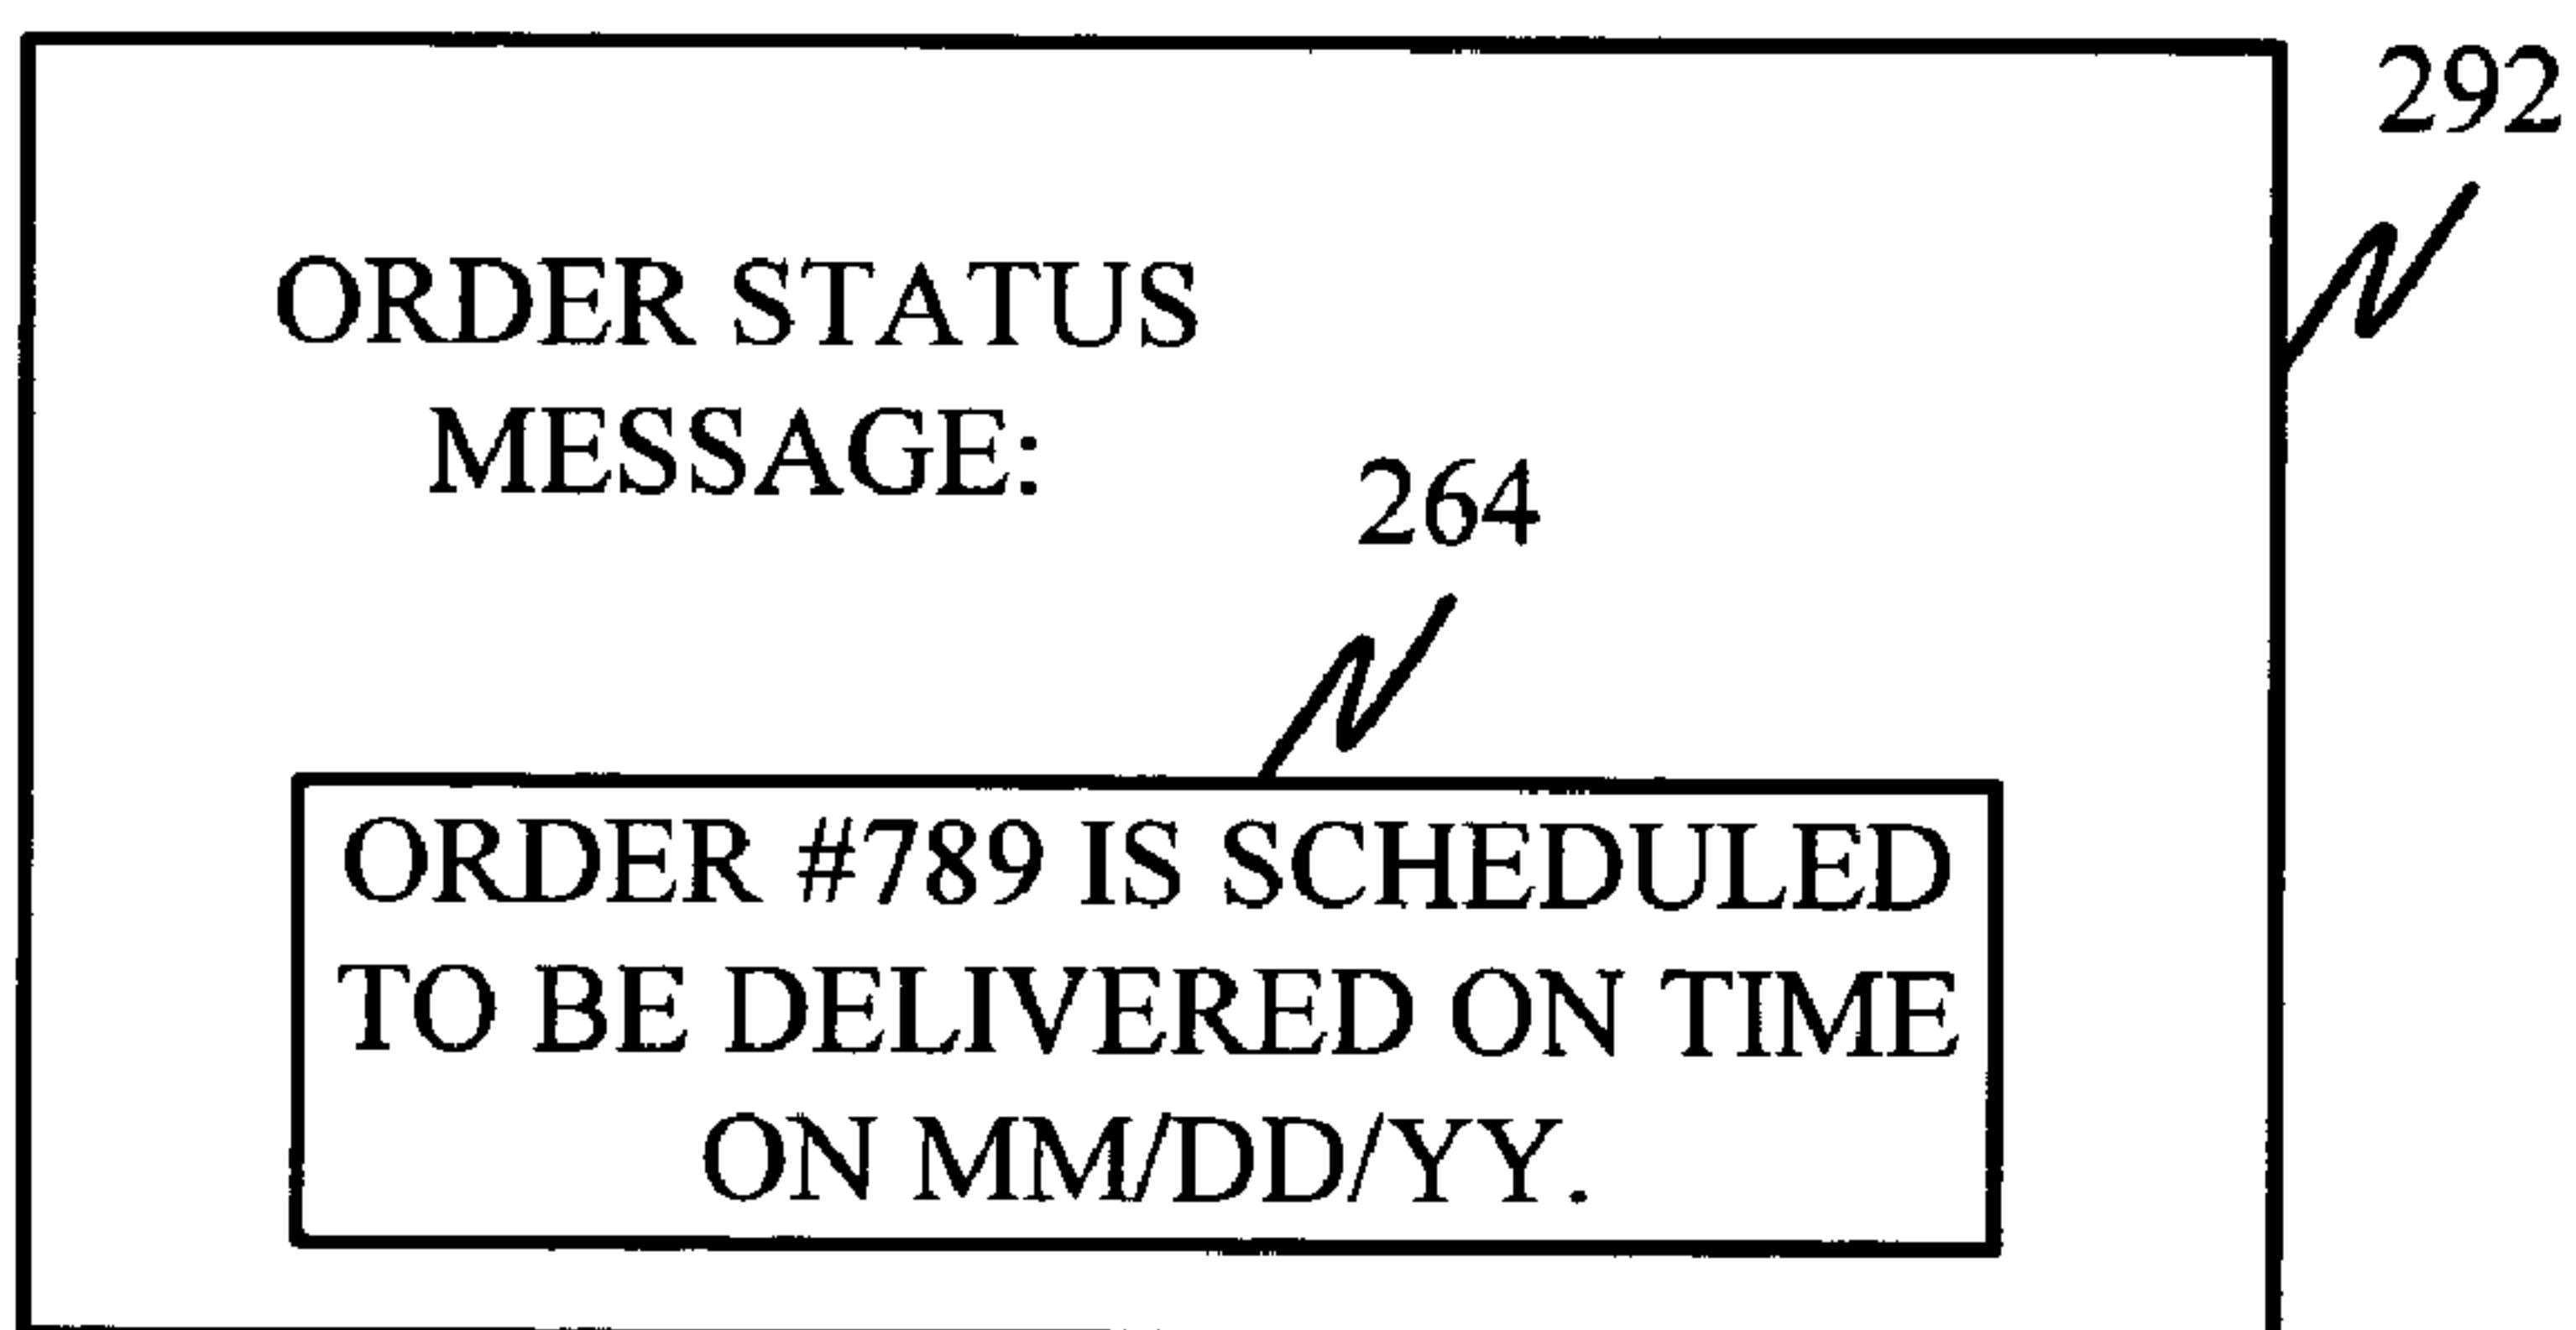 292
ORDER STATUS
MESSAGE:
264
ORDER #789 IS SCHEDULED
TO BE DELIVERED ON TIME
ON MM/DD/YY.